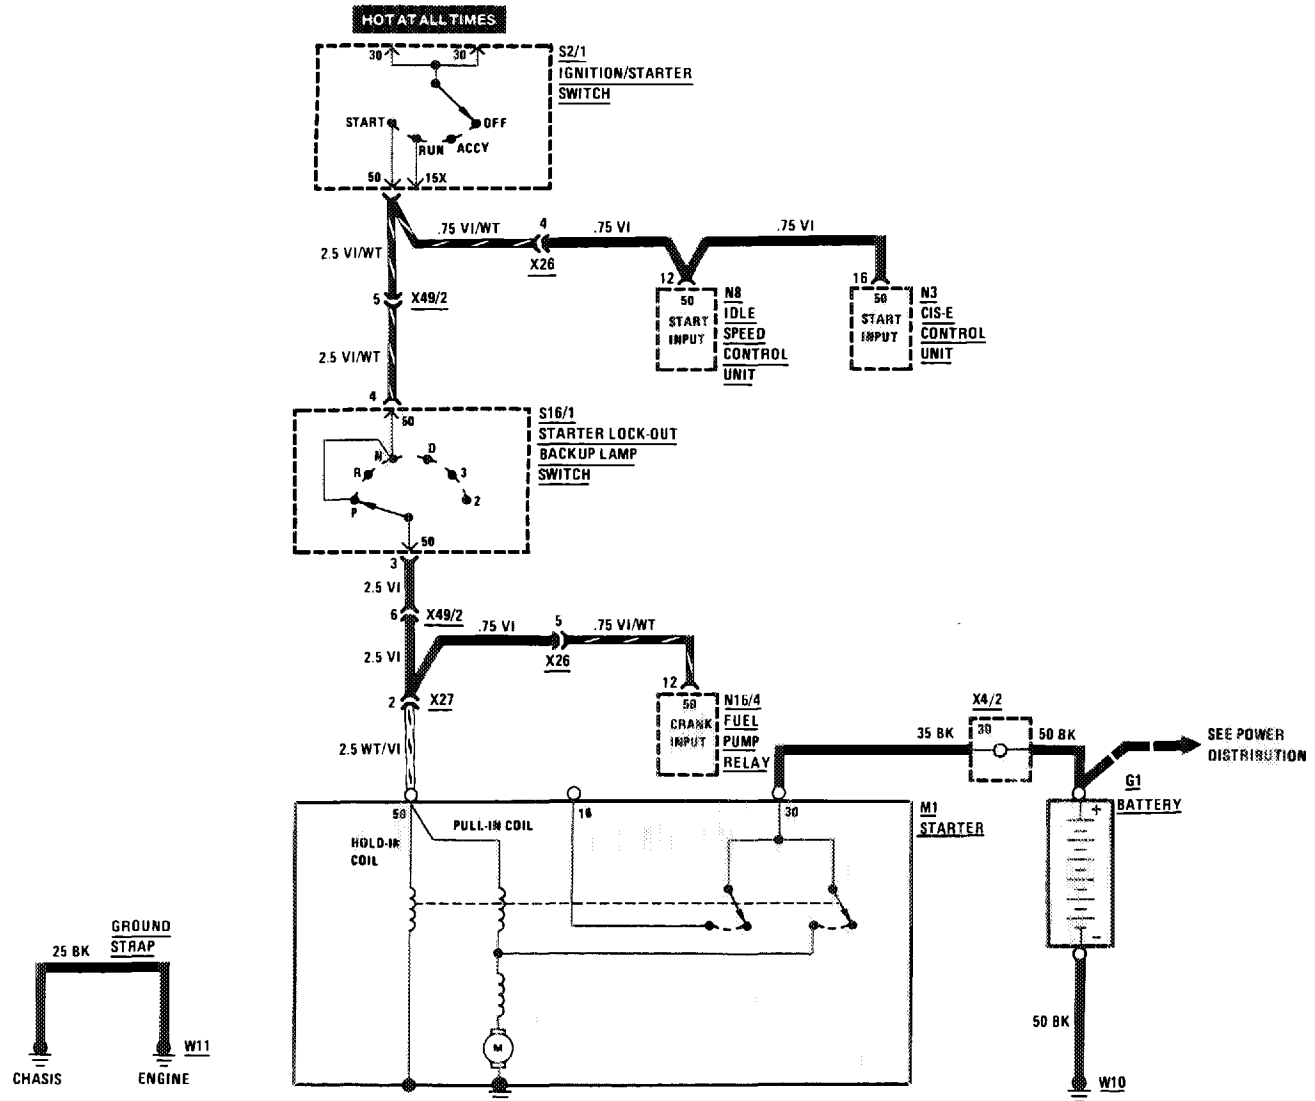 HOT AT ALL TIMES
30
30
S2/1
IGNITION/STARTER
SWITCH
START
OFF
RUN
ACCY
50
15X
2.5 VI/WT
.75 VI/WT
4
X26
.75 VI
.75 VI
5
X49/2
12
50
START
INPUT
N8
IDLE
SPEED
CONTROL
UNIT
16
50
START
INPUT
N3
CIS-E
CONTROL
UNIT
2.5 VI/WT
4
50
S16/1
STARTER LOCK-OUT
BACKUP LAMP
SWITCH
N
D
R
3
P
2
50
3
2.5 VI
6
X49/2
.75 VI
5
X26
.75 VI/WT
2.5 VI
2
X27
12
50
CRANK
INPUT
N16/4
FUEL
PUMP
RELAY
2.5 WT/VI
35 BK
X4/2
30
50 BK
SEE POWER
DISTRIBUTION
G1
BATTERY
+
-
50
PULL-IN COIL
HOLD-IN
COIL
16
30
M1
STARTER
M
GROUND
STRAP
25 BK
W11
CHASIS
ENGINE
50 BK
W10